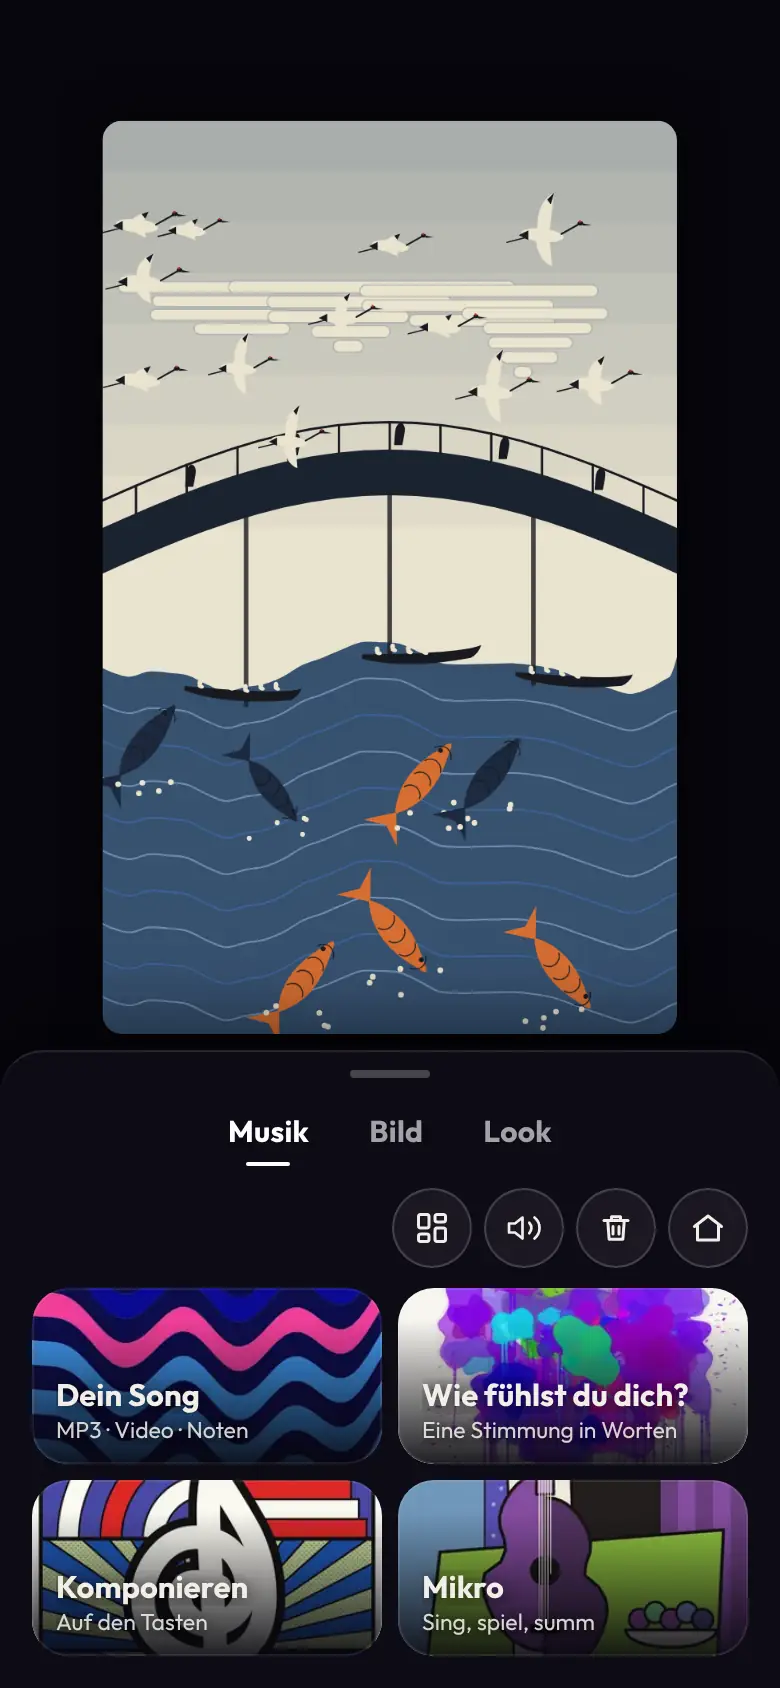 Musik
Bild
Look
Dein Song
MP3 · Video · Noten
Wie fühlst du dich?
Eine Stimmung in Worten
Komponieren
Auf den Tasten
Mikro
Sing, spiel, summ